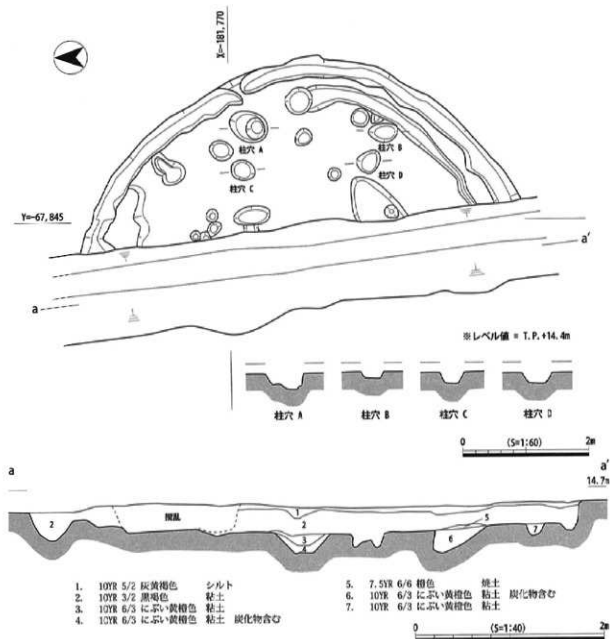 X=-181,770
柱穴 A
柱穴 B
柱穴 C
柱穴 D
Y=-67,845
a'
a
※レベル値 = T.P.+14.4m
柱穴 A
柱穴 B
柱穴 C
柱穴 D
0 (S=1:60) 2m
a
a'
14.7m
1
2
撹乱
2
5
3
4
6
7
1. 10YR 5/2 灰黄褐色 シルト
2. 10YR 3/2 黒褐色 粘土
3. 10YR 6/3 にぶい黄橙色 粘土
4. 10YR 6/3 にぶい黄橙色 粘土 炭化物含む
5. 7.5YR 6/6 橙色 焼土
6. 10YR 6/3 にぶい黄橙色 粘土 炭化物含む
7. 10YR 6/3 にぶい黄橙色 粘土
0 (S=1:40) 2m